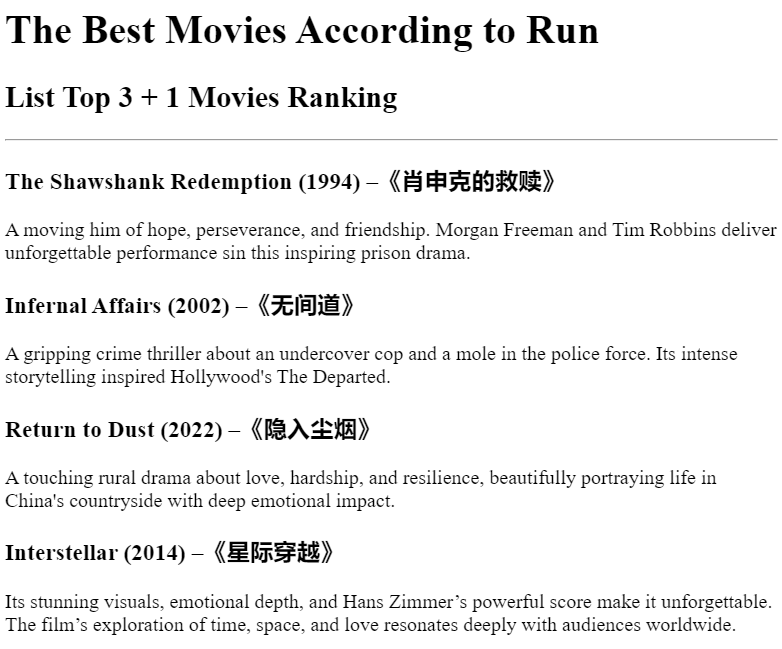 The Best Movies According to Run
List Top 3 + 1 Movies Ranking
The Shawshank Redemption (1994) –《肖申克的救赎》
A moving him of hope, perseverance, and friendship. Morgan Freeman and Tim Robbins deliver
unforgettable performance sin this inspiring prison drama.
Infernal Affairs (2002) –《无间道》
A gripping crime thriller about an undercover cop and a mole in the police force. Its intense
storytelling inspired Hollywood's The Departed.
Return to Dust (2022) –《隐入尘烟》
A touching rural drama about love, hardship, and resilience, beautifully portraying life in
China's countryside with deep emotional impact.
Interstellar (2014) –《星际穿越》
Its stunning visuals, emotional depth, and Hans Zimmer’s powerful score make it unforgettable.
The film’s exploration of time, space, and love resonates deeply with audiences worldwide.